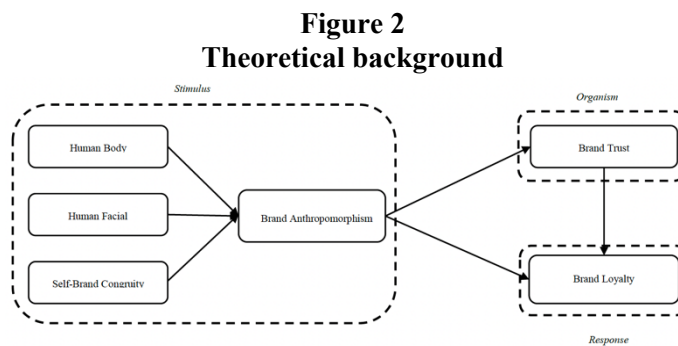 Figure 2
Theoretical background
Stimulus
Organism
Human Body
Brand Trust
Human Facial
Brand Anthropomorphism
Self-Brand Congruity
Brand Loyalty
Response